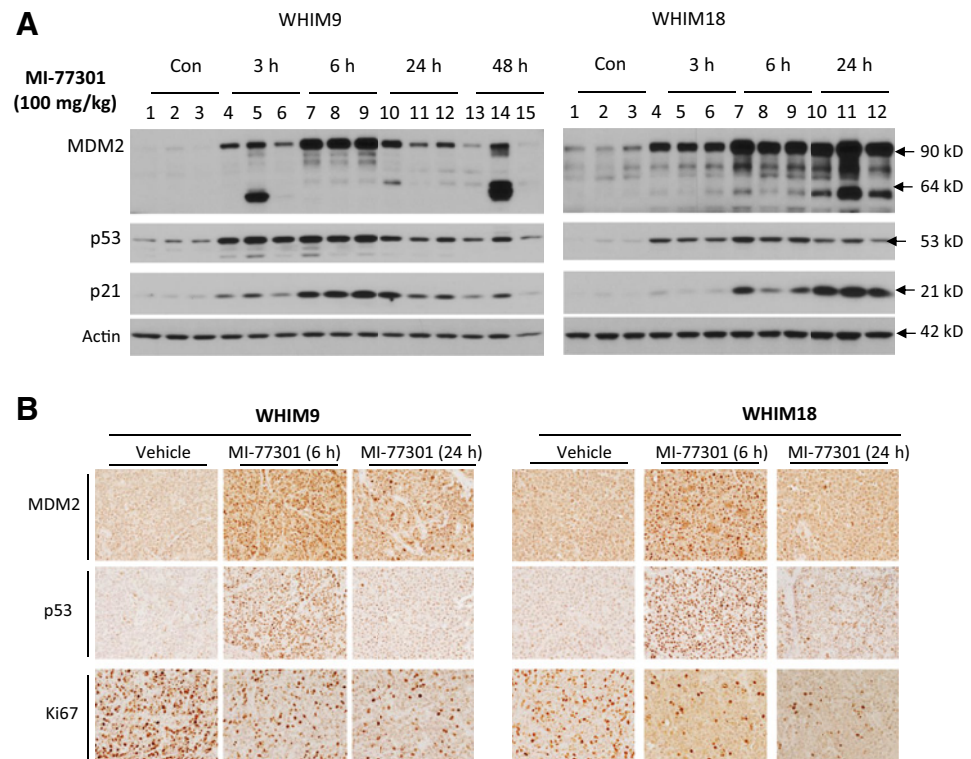 A
WHIM9
WHIM18
MI-77301
(100 mg/kg)
Con 3 h 6 h 24 h 48 h
Con 3 h 6 h 24 h
1 2 3 4 5 6 7 8 9 10 11 12 13 14 15
1 2 3 4 5 6 7 8 9 10 11 12
MDM2
90 kD
64 kD
p53
53 kD
p21
21 kD
Actin
42 kD
B
WHIM9
WHIM18
Vehicle MI-77301 (6 h) MI-77301 (24 h)
Vehicle MI-77301 (6 h) MI-77301 (24 h)
MDM2
p53
Ki67